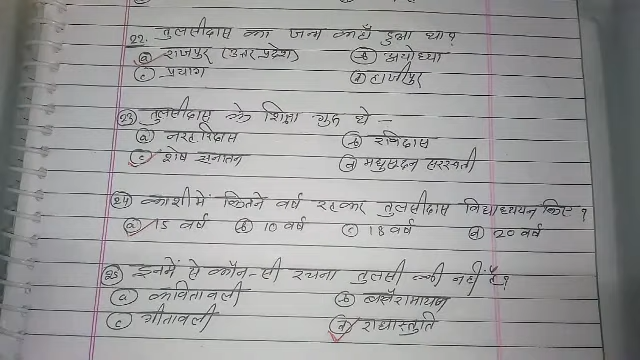 22. तुलसीदास का जन्म कहाँ हुआ था?
(a) राजपुर (उत्तर प्रदेश) (b) अयोध्या
(c) प्रयाग (d) हाजीपुर
23) तुलसीदास के शिक्षा गुरु थे —
(a) नरहरिदास (b) रविदास
(c) शेष सनातन (d) मधुसूदन सरस्वती
24) काशी में कितने वर्ष रहकर तुलसीदास विद्याध्ययन किए?
(a) 15 वर्ष (b) 10 वर्ष (c) 18 वर्ष (d) 20 वर्ष
25) इनमें से कौन-सी रचना तुलसी की नहीं है?
(a) कवितावली (b) बरवैरामायण
(c) गीतावली (d) राधास्तुति